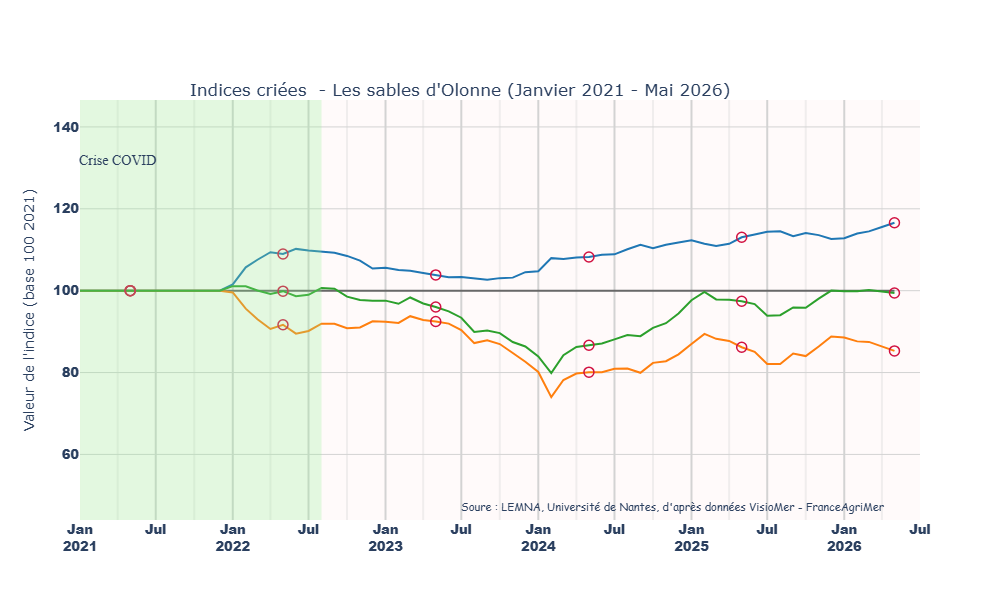 Indices criées  - Les sables d'Olonne (Janvier 2021 - Mai 2026)
Valeur de l'indice (base 100 2021)
140
120
100
80
60
Crise COVID
Soure : LEMNA, Université de Nantes, d'après données VisioMer - FranceAgriMer
Jan Jul Jan Jul Jan Jul Jan Jul Jan Jul Jan Jul
2021 2022 2023 2024 2025 2026